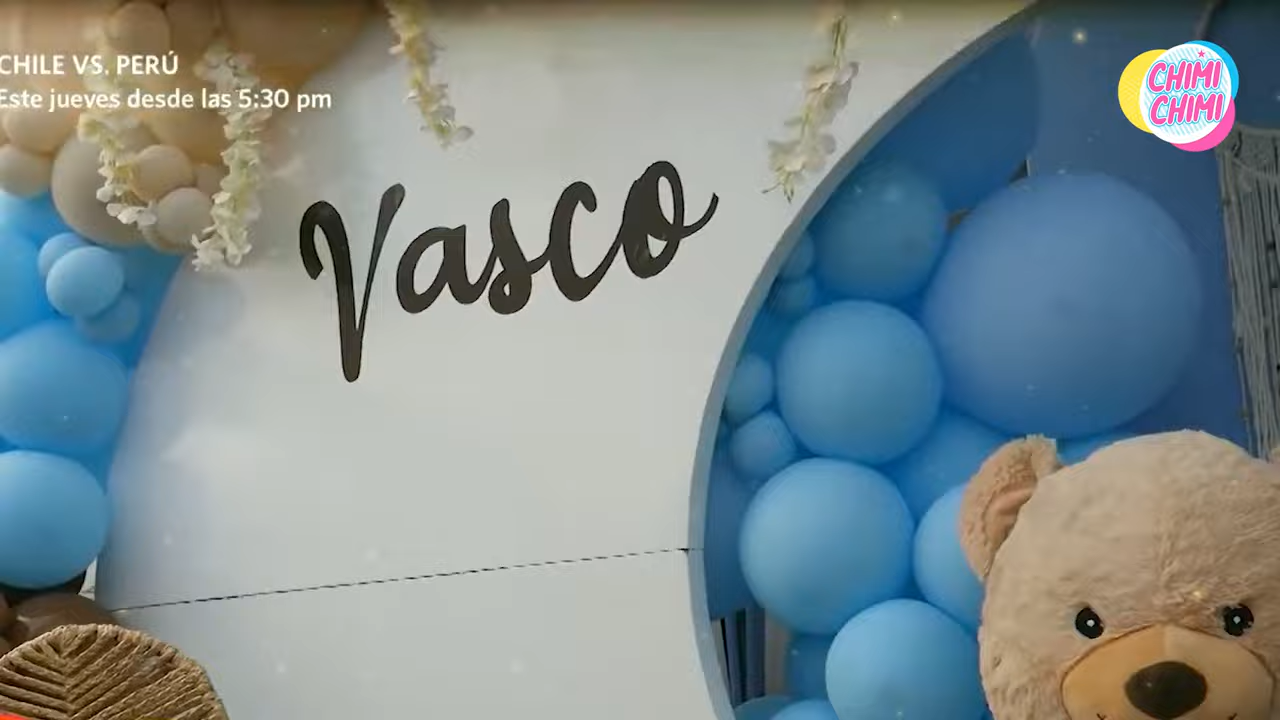 CHILE VS. PERÚ
Este jueves desde las 5:30 pm
CHIMI
CHIMI
Vasco